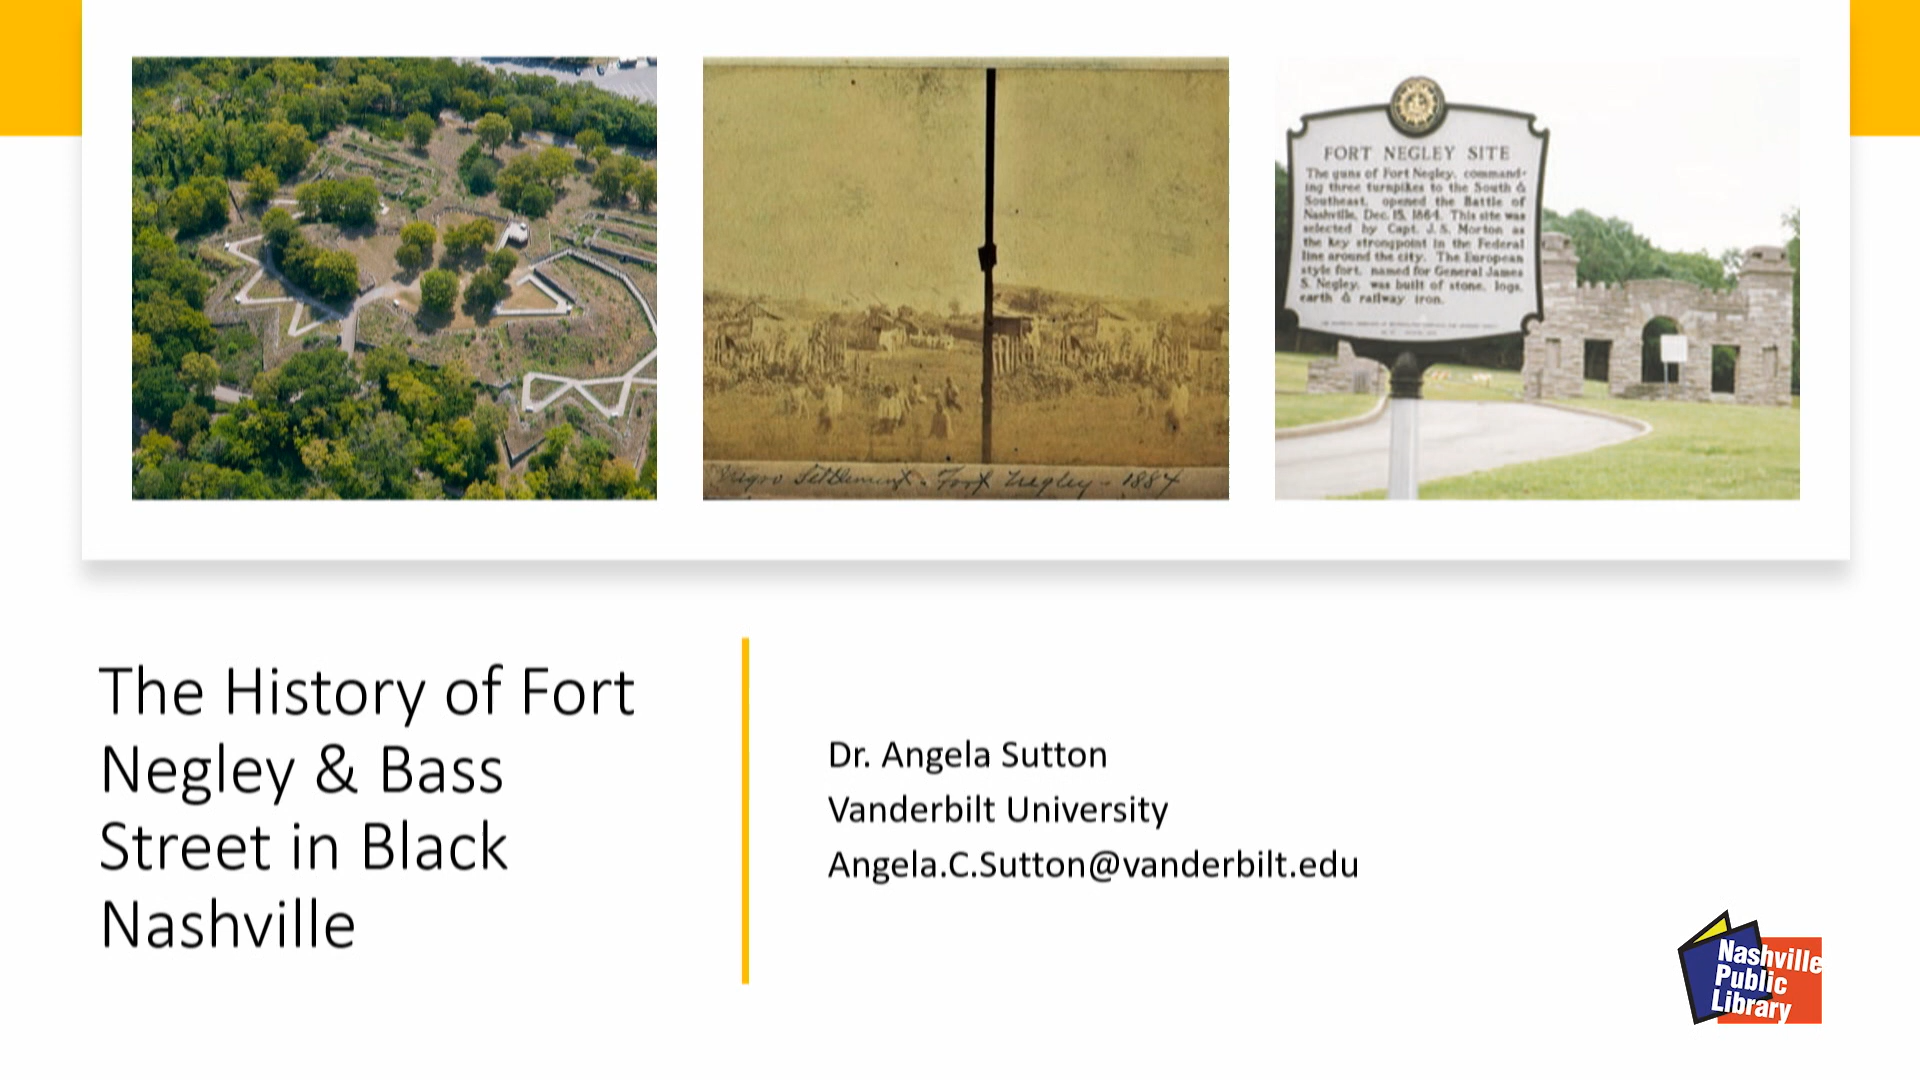 FORT NEGLEY SITE
The guns of Fort Negley, command-
ing three turnpikes to the South &
Southeast, opened the Battle of
Nashville, Dec. 15, 1864. This site was
selected by Capt. J. S. Morton as
the key strongpoint in the Federal
line around the city. The European
style fort, named for General James
S. Negley, was built of stone, logs,
earth & railway iron.
Negro Settlement - Fort Negley - 1884
The History of Fort
Negley & Bass
Street in Black
Nashville
Dr. Angela Sutton
Vanderbilt University
Angela.C.Sutton@vanderbilt.edu
Nashville
Public
Library